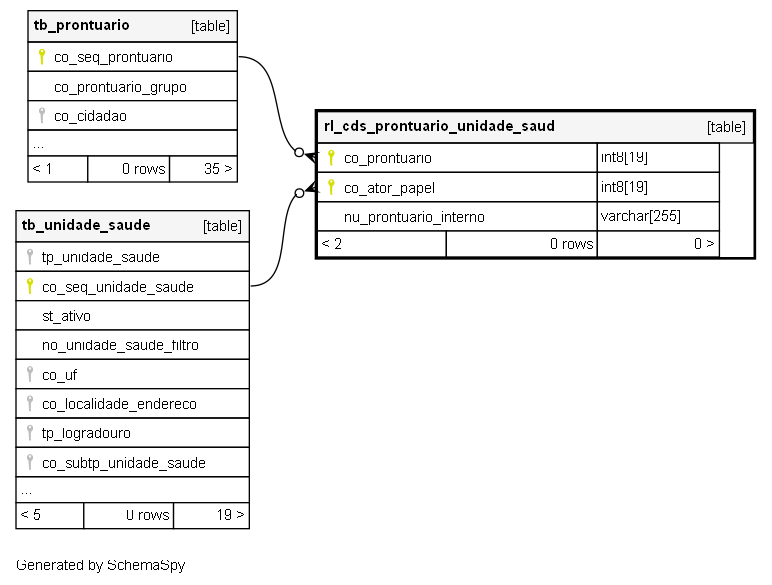 tb_prontuario [table]
co_seq_prontuario
co_prontuario_grupo
co_cidadao
...
< 1 0 rows 35 >
rl_cds_prontuario_unidade_saud [table]
co_prontuario int8[19]
co_ator_papel int8[19]
nu_prontuario_interno varchar[255]
< 2 0 rows 0 >
tb_unidade_saude [table]
tp_unidade_saude
co_seq_unidade_saude
st_ativo
no_unidade_saude_filtro
co_uf
co_localidade_endereco
tp_logradouro
co_subtp_unidade_saude
...
< 5 0 rows 19 >
Generated by SchemaSpy